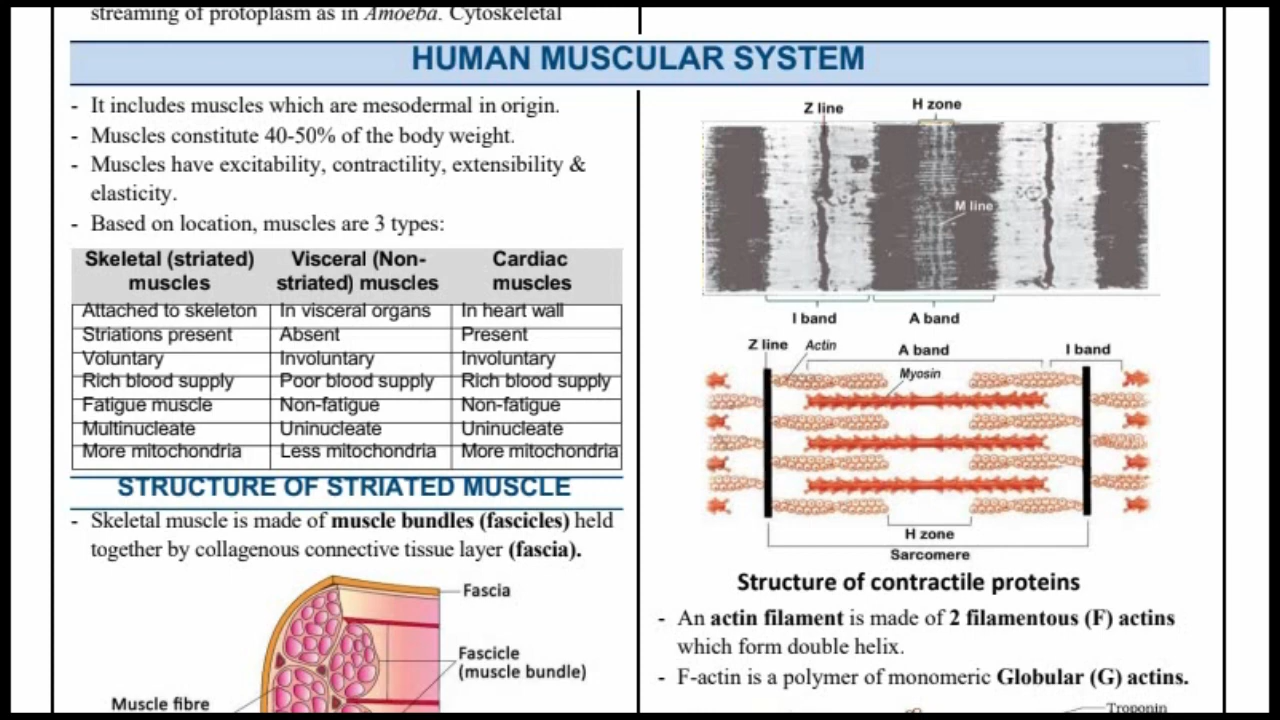 streaming of protoplasm as in Amoeba. Cytoskeletal
HUMAN MUSCULAR SYSTEM
- It includes muscles which are mesodermal in origin.
- Muscles constitute 40-50% of the body weight.
- Muscles have excitability, contractility, extensibility &
elasticity.
- Based on location, muscles are 3 types:
Skeletal (striated) muscles Visceral (Non-striated) muscles Cardiac muscles
Attached to skeleton In visceral organs In heart wall
Striations present Absent Present
Voluntary Involuntary Involuntary
Rich blood supply Poor blood supply Rich blood supply
Fatigue muscle Non-fatigue Non-fatigue
Multinucleate Uninucleate Uninucleate
More mitochondria Less mitochondria More mitochondria
STRUCTURE OF STRIATED MUSCLE
- Skeletal muscle is made of muscle bundles (fascicles) held
together by collagenous connective tissue layer (fascia).
Fascia
Fascicle
(muscle bundle)
Muscle fibre
Z line H zone
M line
I band A band
Z line Actin A band I band
Myosin
H zone
Sarcomere
Structure of contractile proteins
- An actin filament is made of 2 filamentous (F) actins
which form double helix.
- F-actin is a polymer of monomeric Globular (G) actins.
Troponin